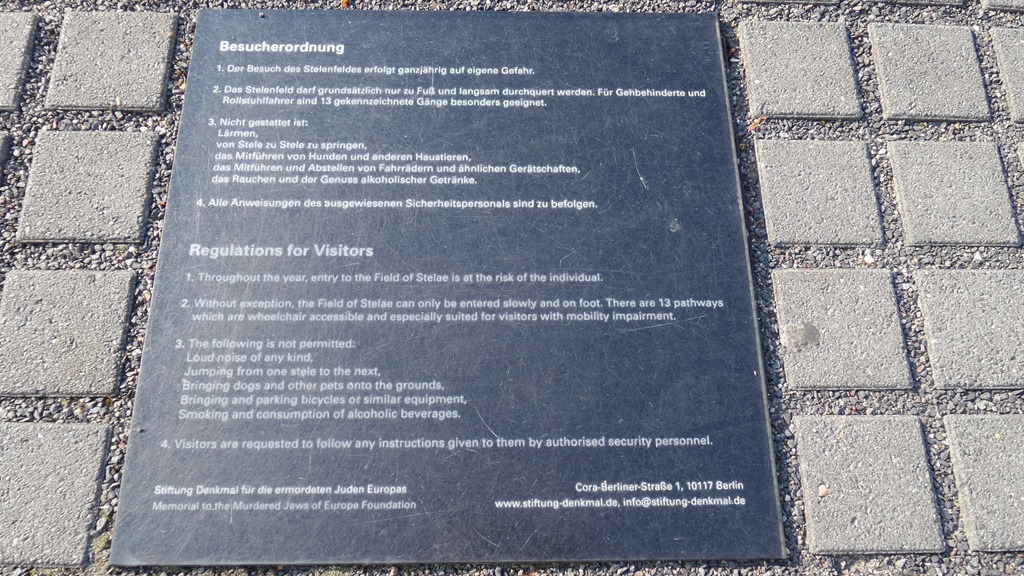 Besucherordnung
1. Der Besuch des Stelenfeldes erfolgt ganzjährig auf eigene Gefahr.
2. Das Stelenfeld darf grundsätzlich nur zu Fuß und langsam durchquert werden. Für Gehbehinderte und
Rollstuhlfahrer sind 13 gekennzeichnete Gänge besonders geeignet.
3. Nicht gestattet ist:
Lärmen,
von Stele zu Stele zu springen,
das Mitführen von Hunden und anderen Haustieren,
das Mitführen und Abstellen von Fahrrädern und ähnlichen Gerätschaften,
das Rauchen und der Genuss alkoholischer Getränke.
4. Alle Anweisungen des ausgewiesenen Sicherheitspersonals sind zu befolgen.
Regulations for Visitors
1. Throughout the year, entry to the Field of Stelae is at the risk of the individual.
2. Without exception, the Field of Stelae can only be entered slowly and on foot. There are 13 pathways
which are wheelchair accessible and especially suited for visitors with mobility impairment.
3. The following is not permitted:
Loud noise of any kind,
Jumping from one stele to the next,
Bringing dogs and other pets onto the grounds,
Bringing and parking bicycles or similar equipment,
Smoking and consumption of alcoholic beverages.
4. Visitors are requested to follow any instructions given to them by authorised security personnel.
Stiftung Denkmal für die ermordeten Juden Europas
Memorial to the Murdered Jews of Europe Foundation
Cora-Berliner-Straße 1, 10117 Berlin
www.stiftung-denkmal.de, info@stiftung-denkmal.de